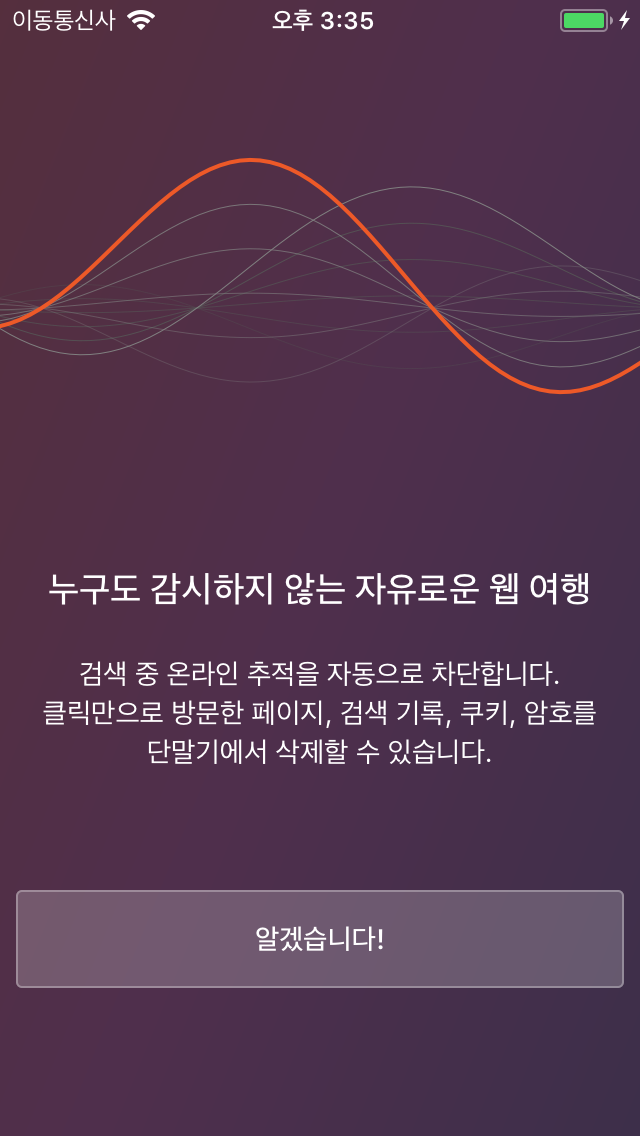 이동통신사 오후 3:35
누구도 감시하지 않는 자유로운 웹 여행
검색 중 온라인 추적을 자동으로 차단합니다.
클릭만으로 방문한 페이지, 검색 기록, 쿠키, 암호를
단말기에서 삭제할 수 있습니다.
알겠습니다!